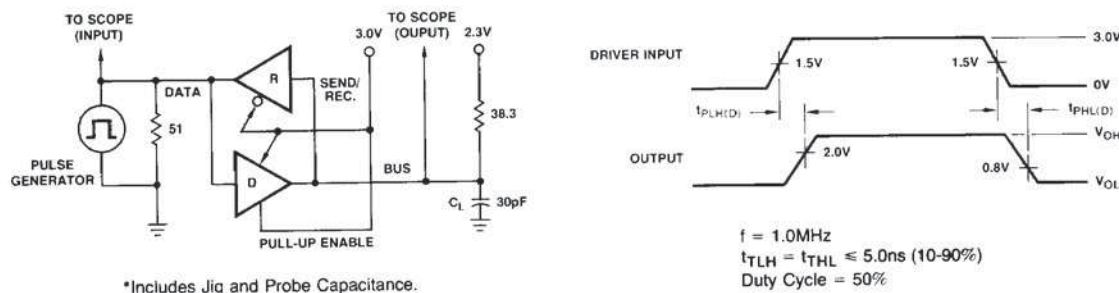 TO SCOPE
(INPUT)
TO SCOPE
(OUPUT)
3.0V
2.3V
DATA
R
SEND/
REC.
51
38.3
PULSE
GENERATOR
D
BUS
CL
30pF
PULL-UP ENABLE
*Includes Jig and Probe Capacitance.
DRIVER INPUT
3.0V
1.5V
1.5V
0V
tPLH(D)
tPHL(D)
VOH
OUTPUT
2.0V
0.8V
VOL
f = 1.0MHz
tTLH = tTHL ≤ 5.0ns (10-90%)
Duty Cycle = 50%